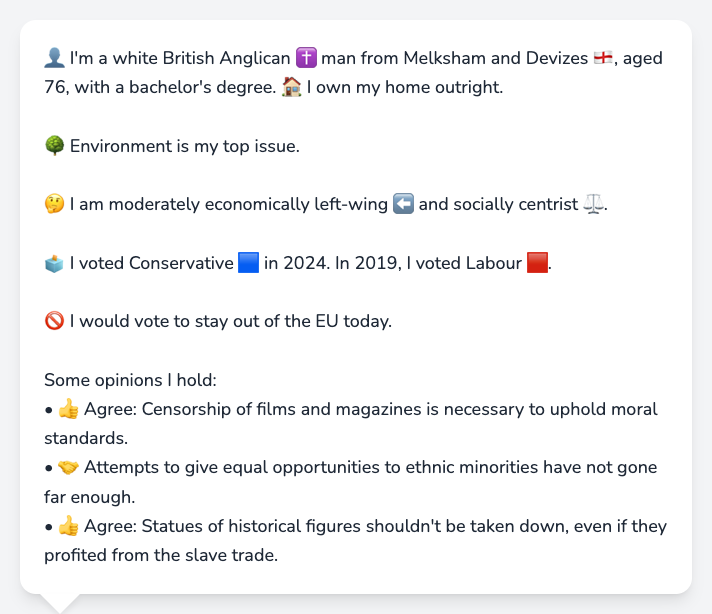 👤 I'm a white British Anglican ✝️ man from Melksham and Devizes 🏴󠁧󠁢󠁥󠁮󠁧󠁿, aged
76, with a bachelor's degree. 🏠 I own my home outright.
🌳 Environment is my top issue.
🤔 I am moderately economically left-wing ⬅️ and socially centrist ⚖️.
🗳️ I voted Conservative 🟦 in 2024. In 2019, I voted Labour 🟥.
🚫 I would vote to stay out of the EU today.
Some opinions I hold:
• 👍 Agree: Censorship of films and magazines is necessary to uphold moral
standards.
• 🤝 Attempts to give equal opportunities to ethnic minorities have not gone
far enough.
• 👍 Agree: Statues of historical figures shouldn't be taken down, even if they
profited from the slave trade.